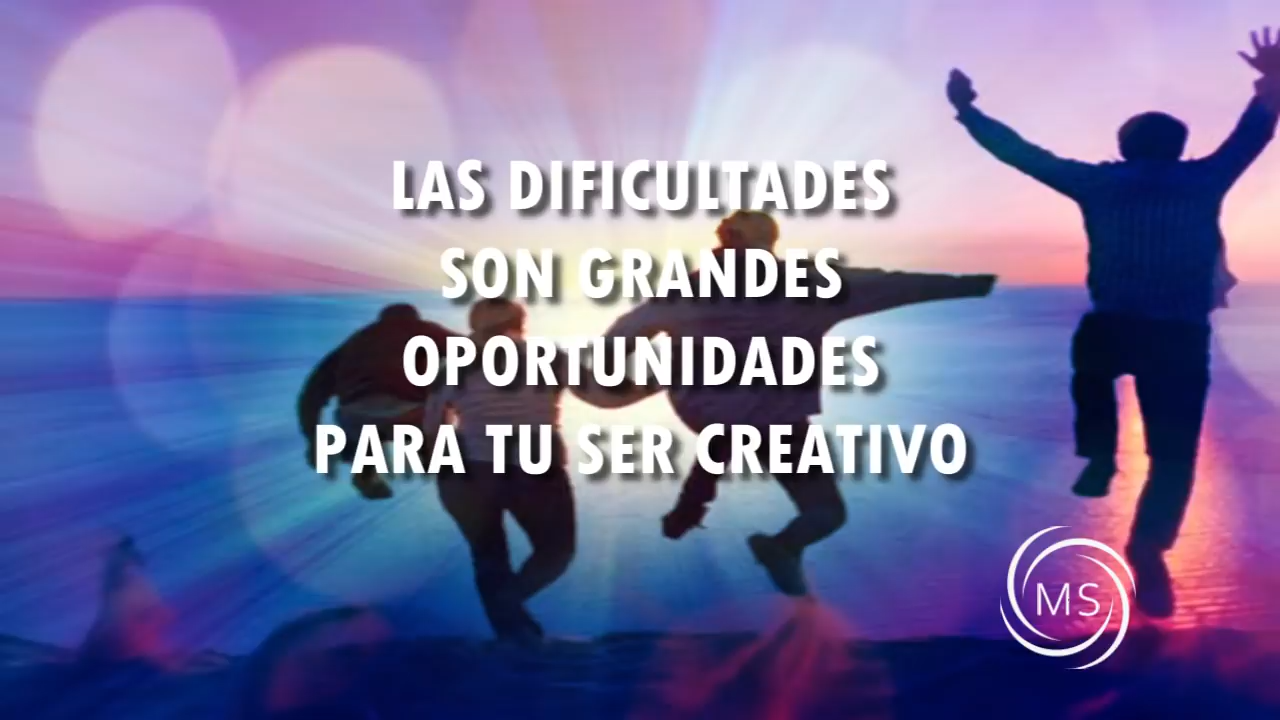 LAS DIFICULTADES
SON GRANDES
OPORTUNIDADES
PARA TU SER CREATIVO
MS